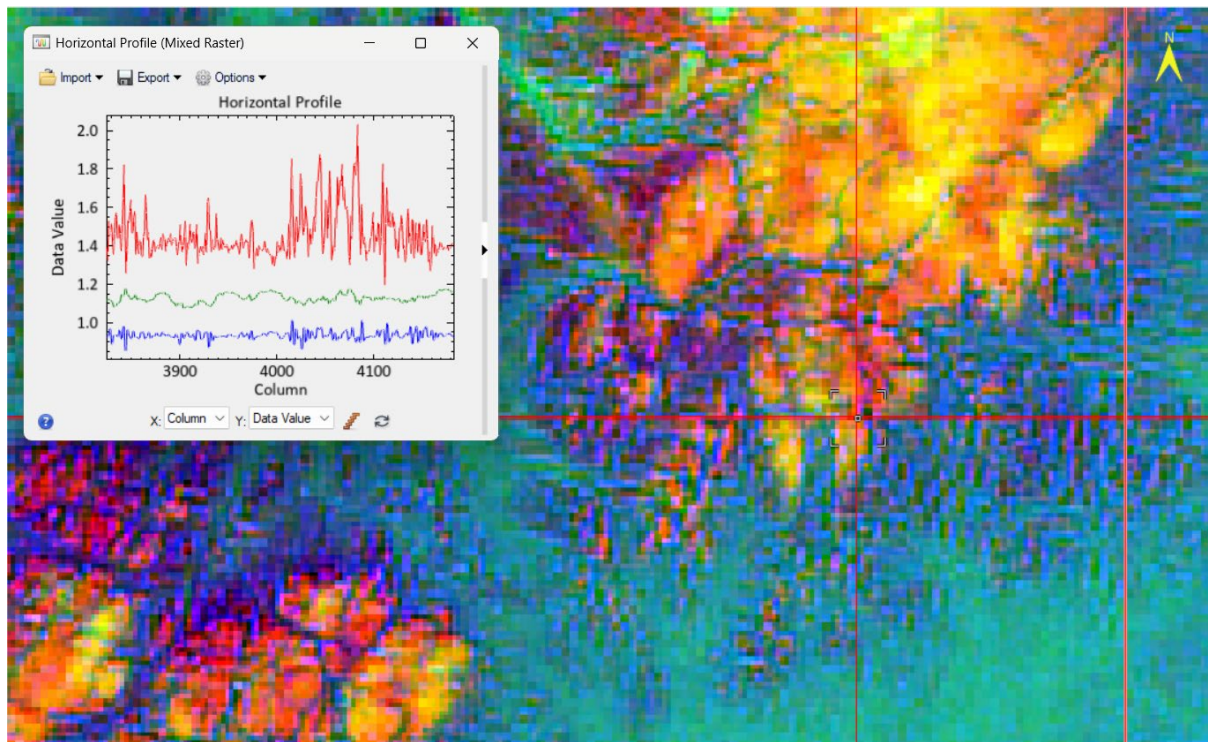 Horizontal Profile (Mixed Raster)
Import Export Options
Horizontal Profile
2.0
1.8
1.6
1.4
1.2
1.0
Data Value
3900 4000 4100
Column
? X: Column Y: Data Value
N